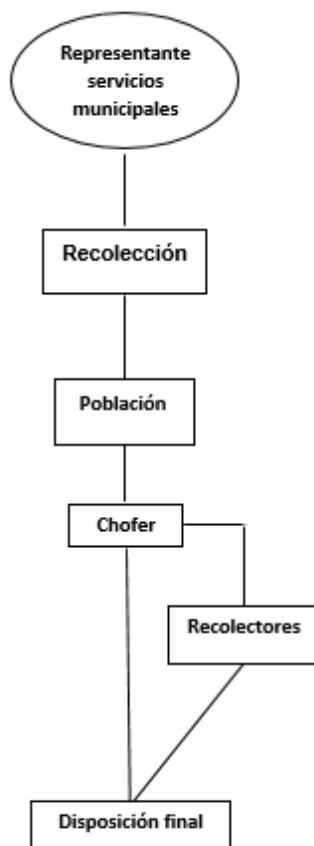 Representante
servicios
municipales
Recolección
Población
Chofer
Recolectores
Disposición final